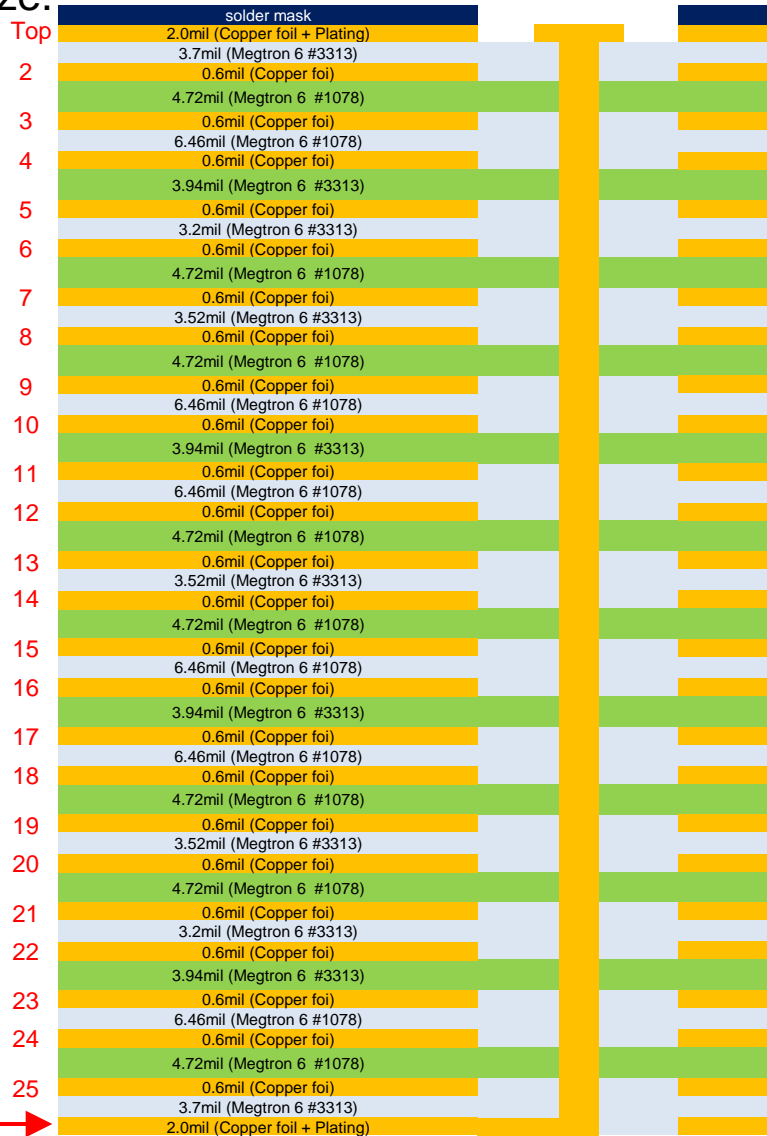 ze:
solder mask
Top 2.0mil (Copper foil + Plating)
3.7mil (Megtron 6 #3313)
2 0.6mil (Copper foi)
4.72mil (Megtron 6 #1078)
3 0.6mil (Copper foi)
6.46mil (Megtron 6 #1078)
4 0.6mil (Copper foi)
3.94mil (Megtron 6 #3313)
5 0.6mil (Copper foi)
3.2mil (Megtron 6 #3313)
6 0.6mil (Copper foi)
4.72mil (Megtron 6 #1078)
7 0.6mil (Copper foi)
3.52mil (Megtron 6 #3313)
8 0.6mil (Copper foi)
4.72mil (Megtron 6 #1078)
9 0.6mil (Copper foi)
6.46mil (Megtron 6 #1078)
10 0.6mil (Copper foi)
3.94mil (Megtron 6 #3313)
11 0.6mil (Copper foi)
6.46mil (Megtron 6 #1078)
12 0.6mil (Copper foi)
4.72mil (Megtron 6 #1078)
13 0.6mil (Copper foi)
3.52mil (Megtron 6 #3313)
14 0.6mil (Copper foi)
4.72mil (Megtron 6 #1078)
15 0.6mil (Copper foi)
6.46mil (Megtron 6 #1078)
16 0.6mil (Copper foi)
3.94mil (Megtron 6 #3313)
17 0.6mil (Copper foi)
6.46mil (Megtron 6 #1078)
18 0.6mil (Copper foi)
4.72mil (Megtron 6 #1078)
19 0.6mil (Copper foi)
3.52mil (Megtron 6 #3313)
20 0.6mil (Copper foi)
4.72mil (Megtron 6 #1078)
21 0.6mil (Copper foi)
3.2mil (Megtron 6 #3313)
22 0.6mil (Copper foi)
3.94mil (Megtron 6 #3313)
23 0.6mil (Copper foi)
6.46mil (Megtron 6 #1078)
24 0.6mil (Copper foi)
4.72mil (Megtron 6 #1078)
25 0.6mil (Copper foi)
3.7mil (Megtron 6 #3313)
2.0mil (Copper foil + Plating)